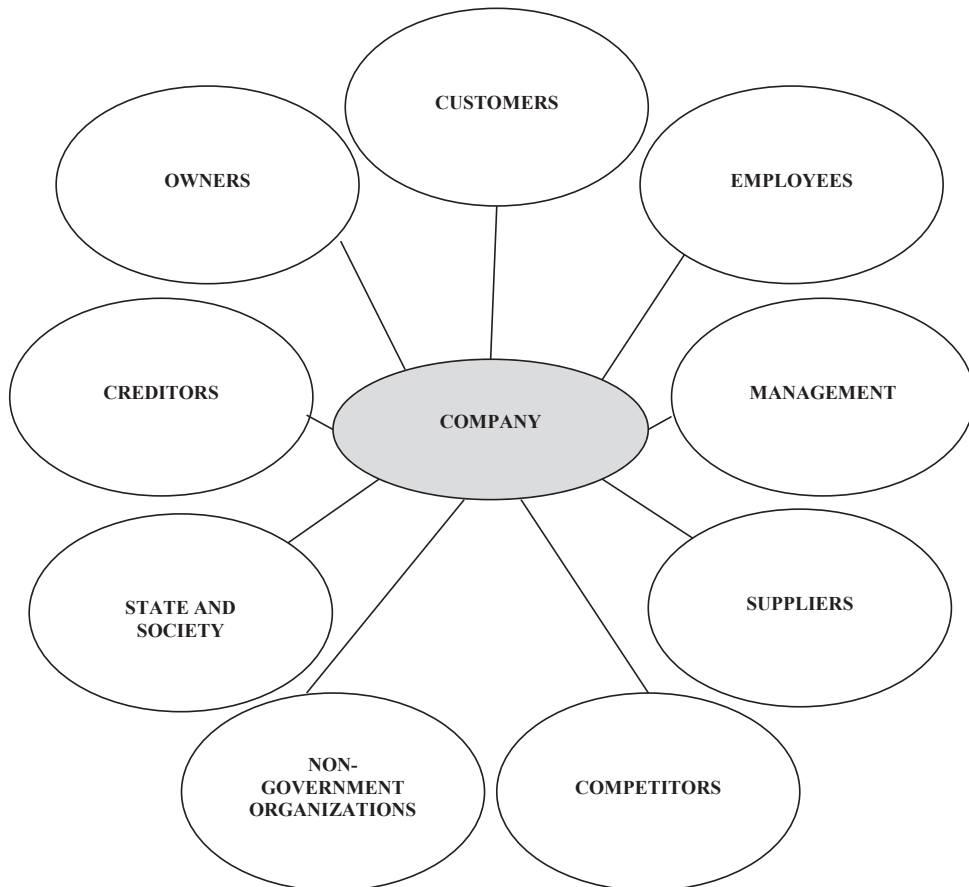 CUSTOMERS
OWNERS
EMPLOYEES
CREDITORS
MANAGEMENT
COMPANY
STATE AND
SOCIETY
SUPPLIERS
NON-
GOVERNMENT
ORGANIZATIONS
COMPETITORS